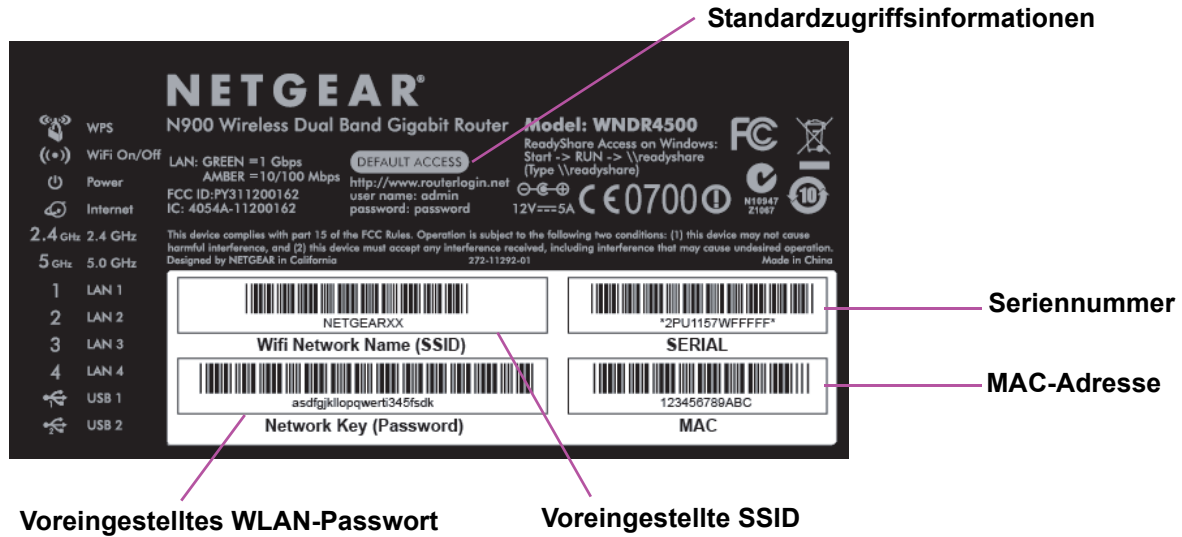 Standardzugriffsinformationen
NETGEAR®
N900 Wireless Dual Band Gigabit Router
Model: WNDR4500
ReadyShare Access on Windows:
Start -> RUN -> \\readyshare
(Type \\readyshare)
LAN: GREEN =1 Gbps
AMBER =10/100 Mbps
FCC ID:PY311200162
IC: 4054A-11200162
DEFAULT ACCESS
http://www.routerlogin.net
user name: admin
password: password
12V⎓5A
CE0700
FC
N10947
Z1067
10
WPS
WiFi On/Off
Power
Internet
2.4 GHz 2.4 GHz
5 GHz 5.0 GHz
1 LAN 1
2 LAN 2
3 LAN 3
4 LAN 4
1 USB 1
2 USB 2
This device complies with part 15 of the FCC Rules. Operation is subject to the following two conditions: (1) this device may not cause
harmful interference, and (2) this device must accept any interference received, including interference that may cause undesired operation.
Designed by NETGEAR in California 272-11292-01 Made in China
NETGEARXX
Wifi Network Name (SSID)
*2PU1157WFFFFF*
SERIAL
asdfgjkllopqwerti345fsdk
Network Key (Password)
123456789ABC
MAC
Seriennummer
MAC-Adresse
Voreingestelltes WLAN-Passwort
Voreingestellte SSID